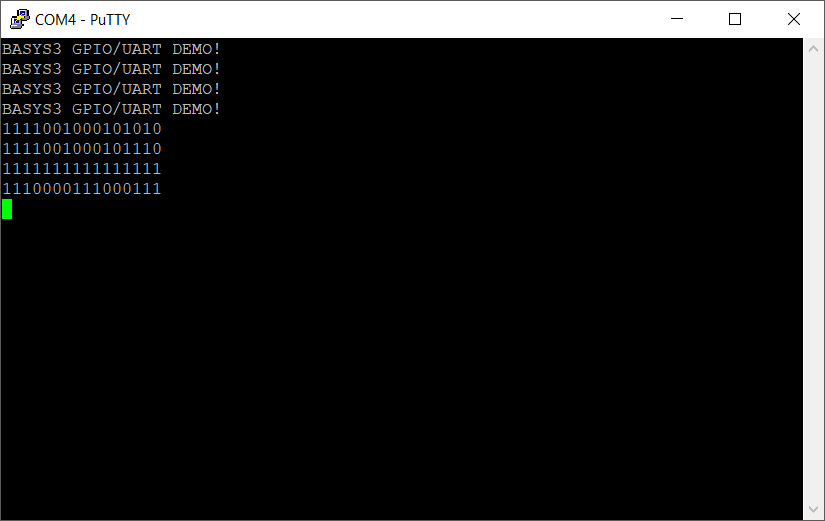 COM4 - PuTTY
BASYS3 GPIO/UART DEMO!
BASYS3 GPIO/UART DEMO!
BASYS3 GPIO/UART DEMO!
BASYS3 GPIO/UART DEMO!
1111001000101010
1111001000101110
1111111111111111
1110000111000111